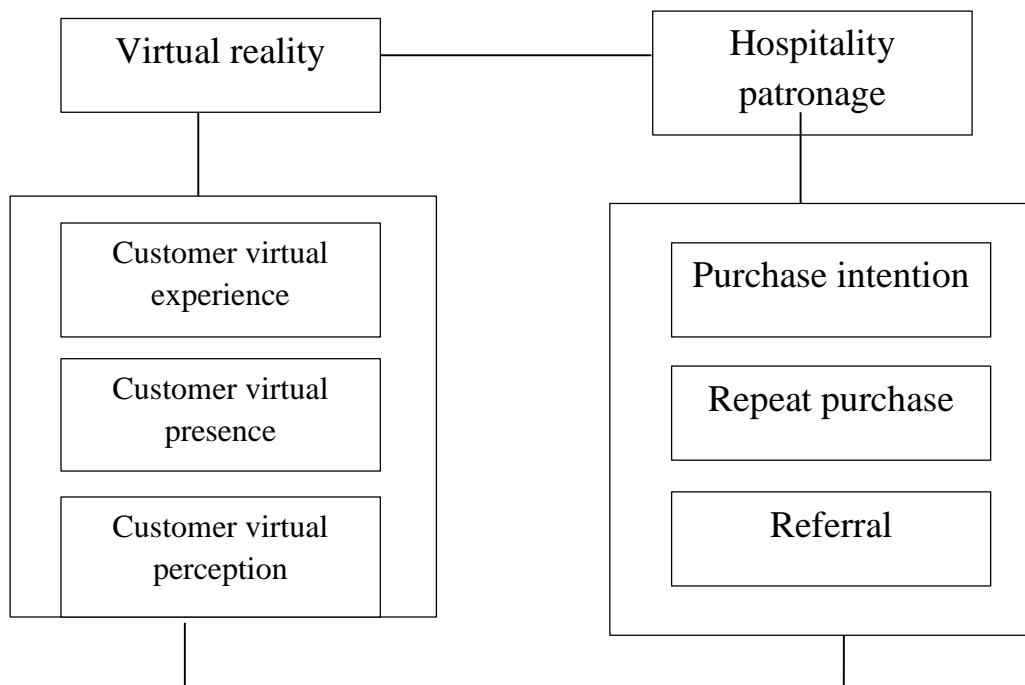 Virtual reality
Hospitality
patronage
Customer virtual
experience
Customer virtual
presence
Customer virtual
perception
Purchase intention
Repeat purchase
Referral